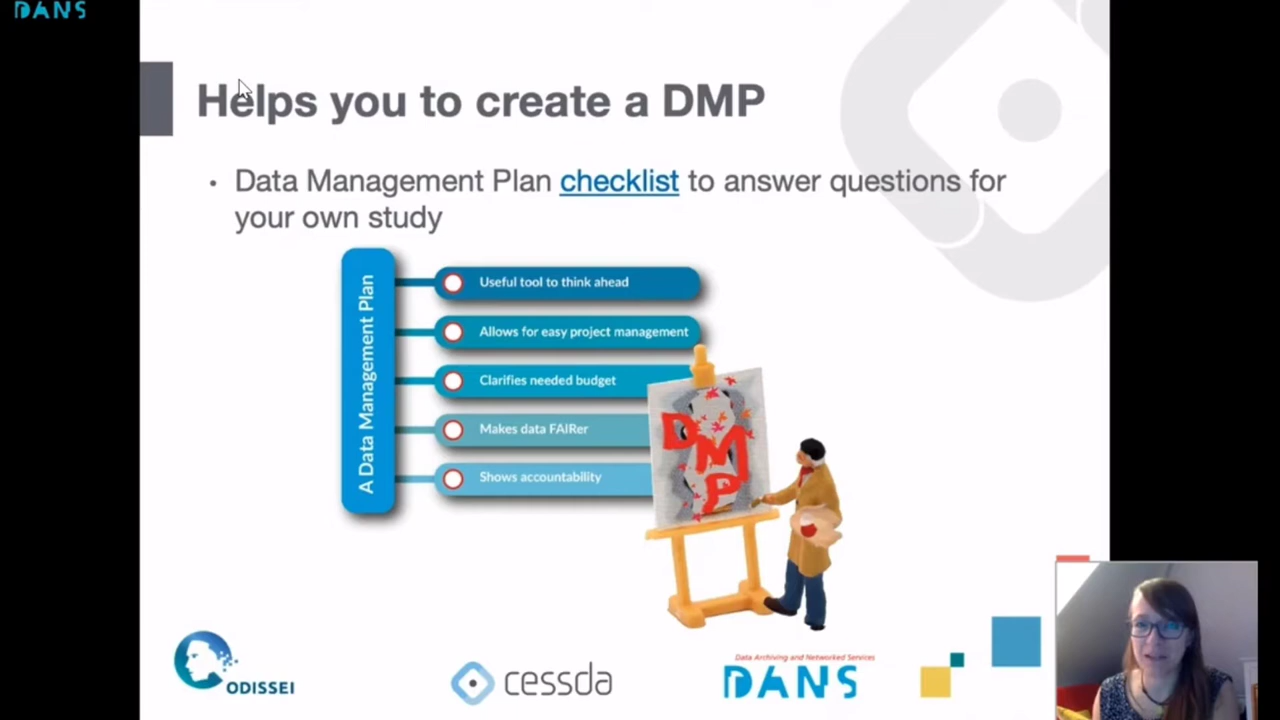 DANS
Helps you to create a DMP
• Data Management Plan checklist to answer questions for
your own study
A Data Management Plan
Useful tool to think ahead
Allows for easy project management
Clarifies needed budget
Makes data FAIRer
Shows accountability
DMP
ODISSEI
cessda
Data Archiving and Networked Services
DANS